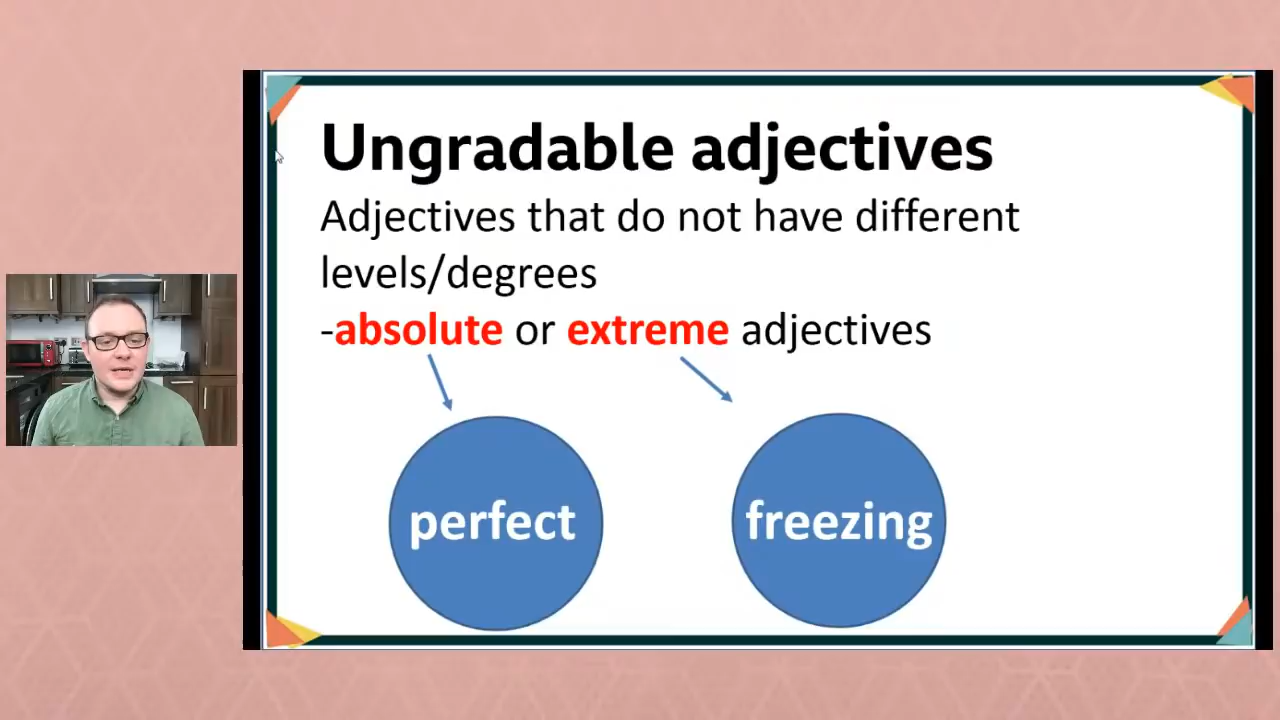 Ungradable adjectives
Adjectives that do not have different
levels/degrees
-absolute or extreme adjectives
perfect
freezing